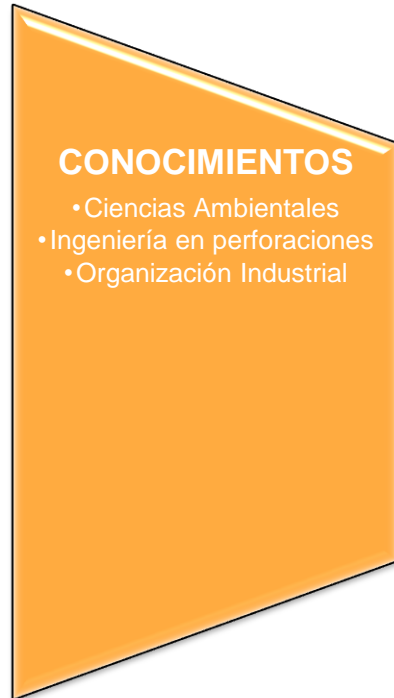 CONOCIMIENTOS
•Ciencias Ambientales
•Ingeniería en perforaciones
•Organización Industrial